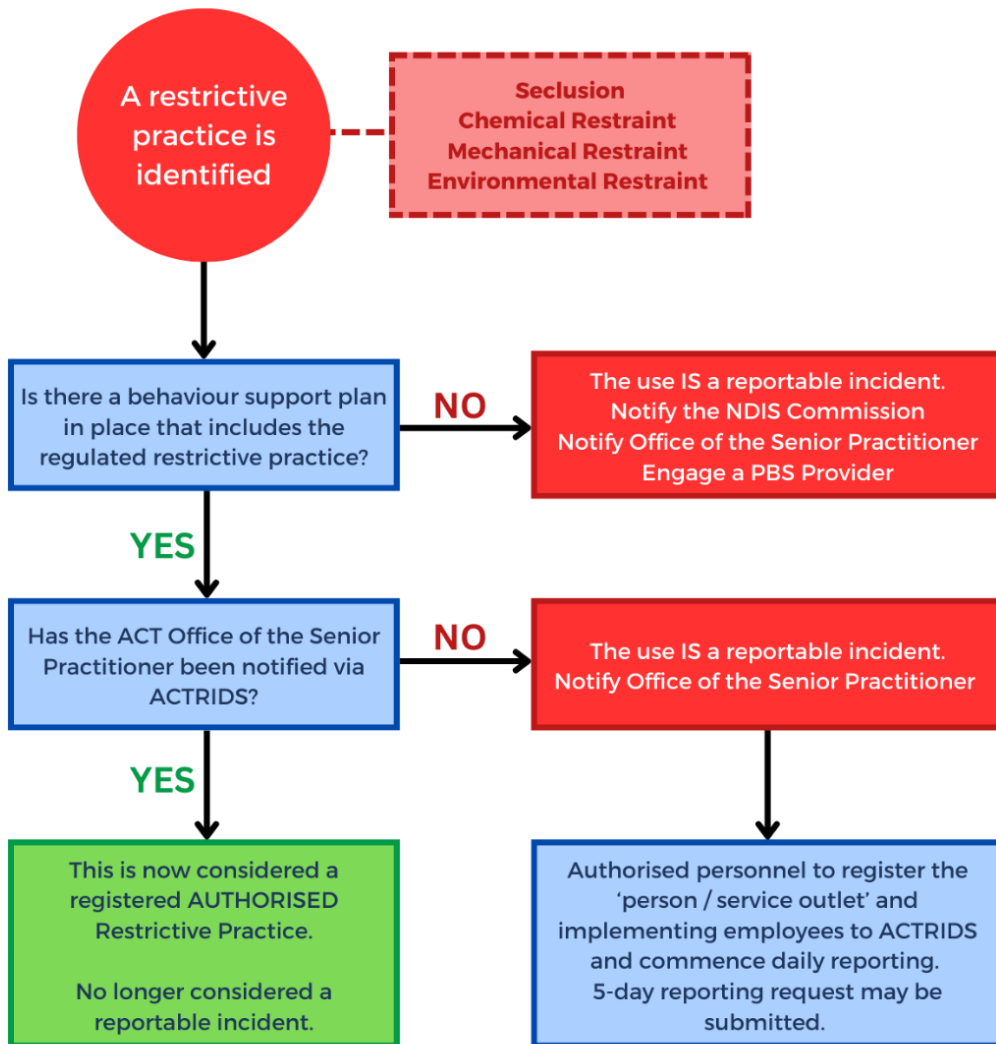 A restrictive
practice is
identified
Seclusion
Chemical Restraint
Mechanical Restraint
Environmental Restraint
Is there a behaviour support plan
in place that includes the
regulated restrictive practice?
NO
The use IS a reportable incident.
Notify the NDIS Commission
Notify Office of the Senior Practitioner
Engage a PBS Provider
YES
Has the ACT Office of the Senior
Practitioner been notified via
ACTRIDS?
NO
The use IS a reportable incident.
Notify Office of the Senior Practitioner
YES
This is now considered a
registered AUTHORISED
Restrictive Practice.
No longer considered a
reportable incident.
Authorised personnel to register the
‘person / service outlet’ and
implementing employees to ACTRIDS
and commence daily reporting.
5-day reporting request may be
submitted.